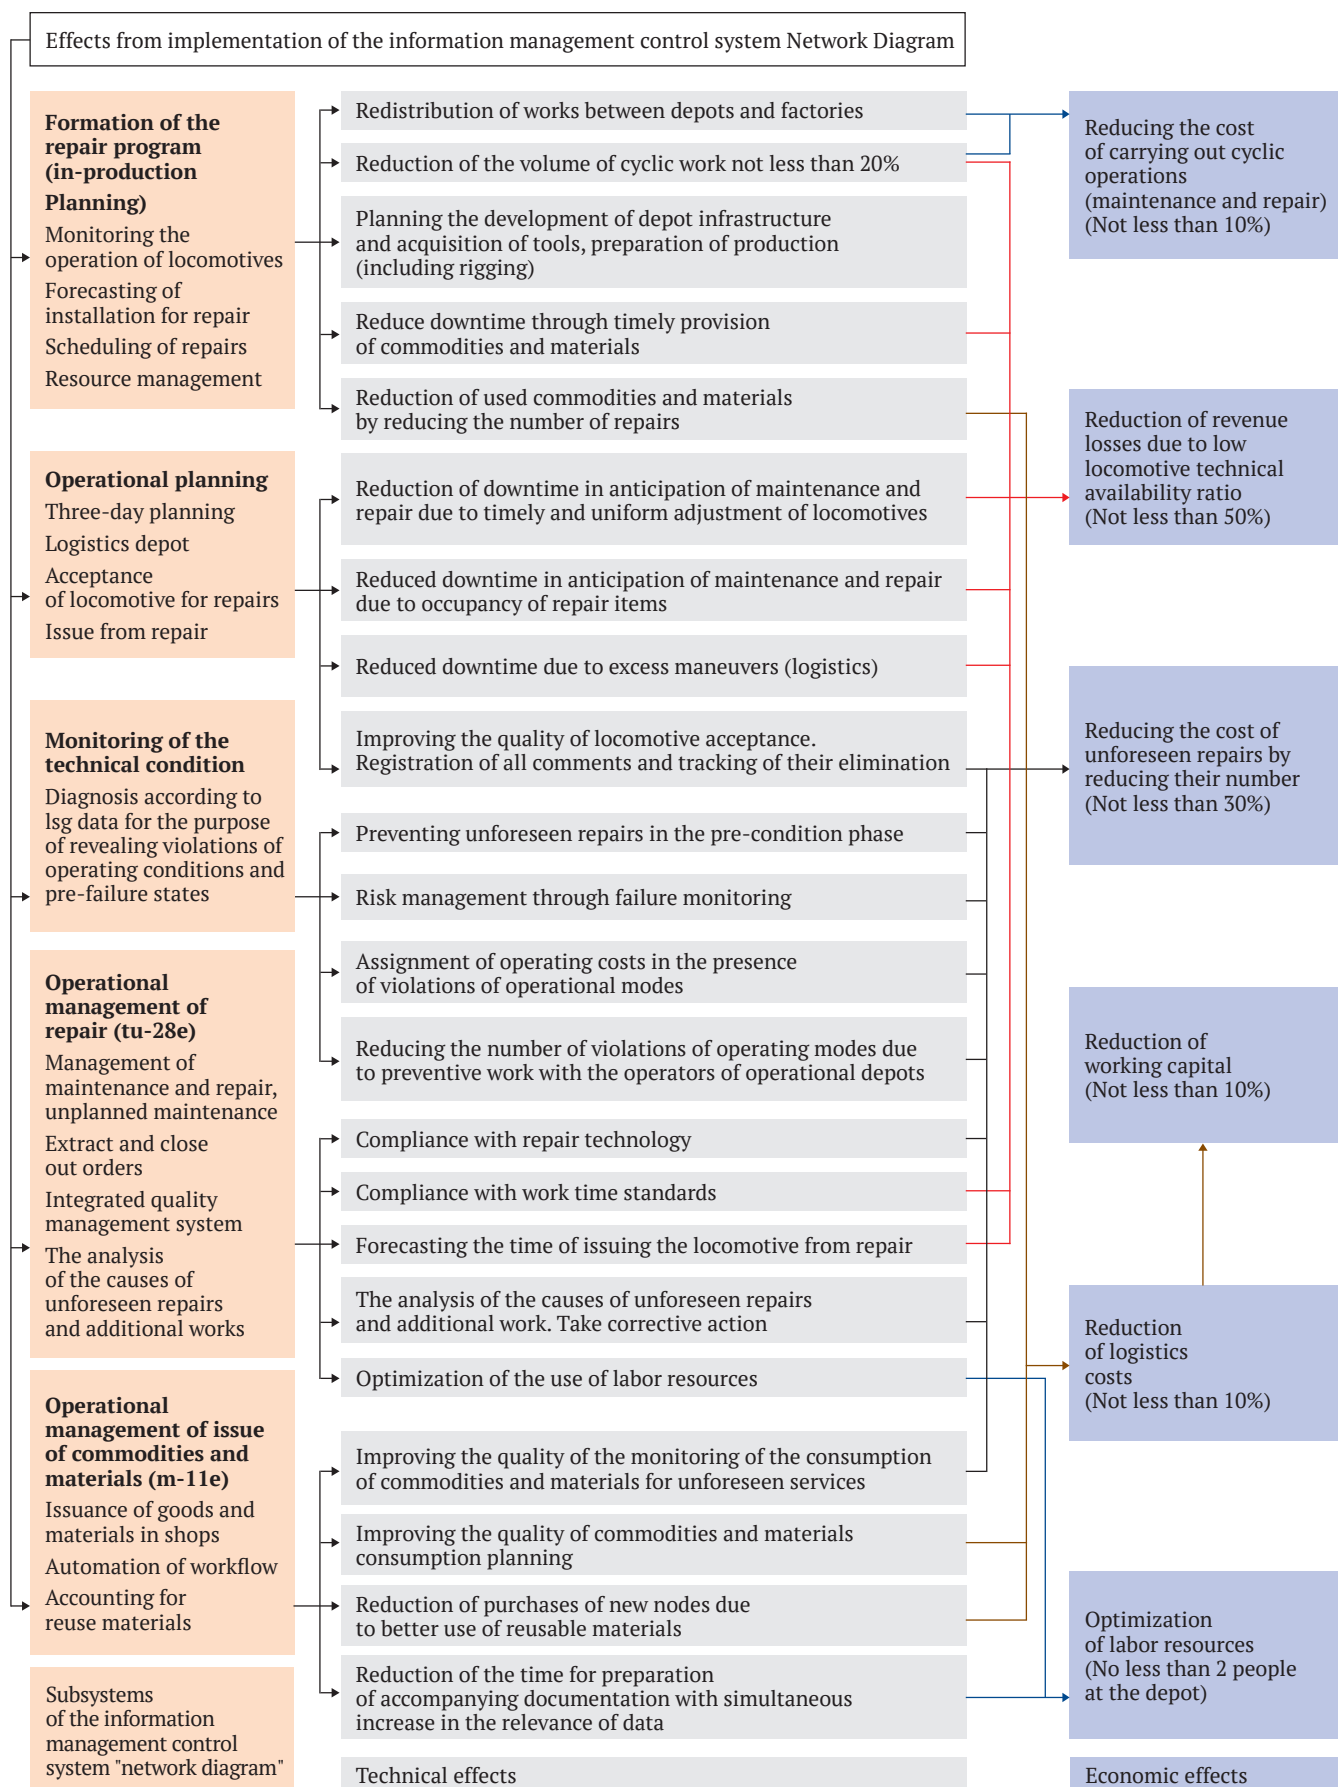 Effects from implementation of the information management control system Network Diagram
Formation of the
repair program
(in-production
Planning)
Monitoring the
operation of locomotives
Forecasting of
installation for repair
Scheduling of repairs
Resource management
Operational planning
Three-day planning
Logistics depot
Acceptance
of locomotive for repairs
Issue from repair
Monitoring of the
technical condition
Diagnosis according to
lsg data for the purpose
of revealing violations of
operating conditions and
pre-failure states
Operational
management of
repair (tu-28e)
Management of
maintenance and repair,
unplanned maintenance
Extract and close
out orders
Integrated quality
management system
The analysis
of the causes of
unforeseen repairs
and additional works
Operational
management of issue
of commodities and
materials (m-11e)
Issuance of goods and
materials in shops
Automation of workflow
Accounting for
reuse materials
Subsystems
of the information
management control
system "network diagram"
Redistribution of works between depots and factories
Reduction of the volume of cyclic work not less than 20%
Planning the development of depot infrastructure
and acquisition of tools, preparation of production
(including rigging)
Reduce downtime through timely provision
of commodities and materials
Reduction of used commodities and materials
by reducing the number of repairs
Reduction of downtime in anticipation of maintenance and
repair due to timely and uniform adjustment of locomotives
Reduced downtime in anticipation of maintenance and repair
due to occupancy of repair items
Reduced downtime due to excess maneuvers (logistics)
Improving the quality of locomotive acceptance.
Registration of all comments and tracking of their elimination
Preventing unforeseen repairs in the pre-condition phase
Risk management through failure monitoring
Assignment of operating costs in the presence
of violations of operational modes
Reducing the number of violations of operating modes due
to preventive work with the operators of operational depots
Compliance with repair technology
Compliance with work time standards
Forecasting the time of issuing the locomotive from repair
The analysis of the causes of unforeseen repairs
and additional work. Take corrective action
Optimization of the use of labor resources
Improving the quality of the monitoring of the consumption
of commodities and materials for unforeseen services
Improving the quality of commodities and materials
consumption planning
Reduction of purchases of new nodes due
to better use of reusable materials
Reduction of the time for preparation
of accompanying documentation with simultaneous
increase in the relevance of data
Technical effects
Reducing the cost
of carrying out cyclic
operations
(maintenance and repair)
(Not less than 10%)
Reduction of revenue
losses due to low
locomotive technical
availability ratio
(Not less than 50%)
Reducing the cost of
unforeseen repairs by
reducing their number
(Not less than 30%)
Reduction of
working capital
(Not less than 10%)
Reduction
of logistics
costs
(Not less than 10%)
Optimization
of labor resources
(No less than 2 people
at the depot)
Economic effects